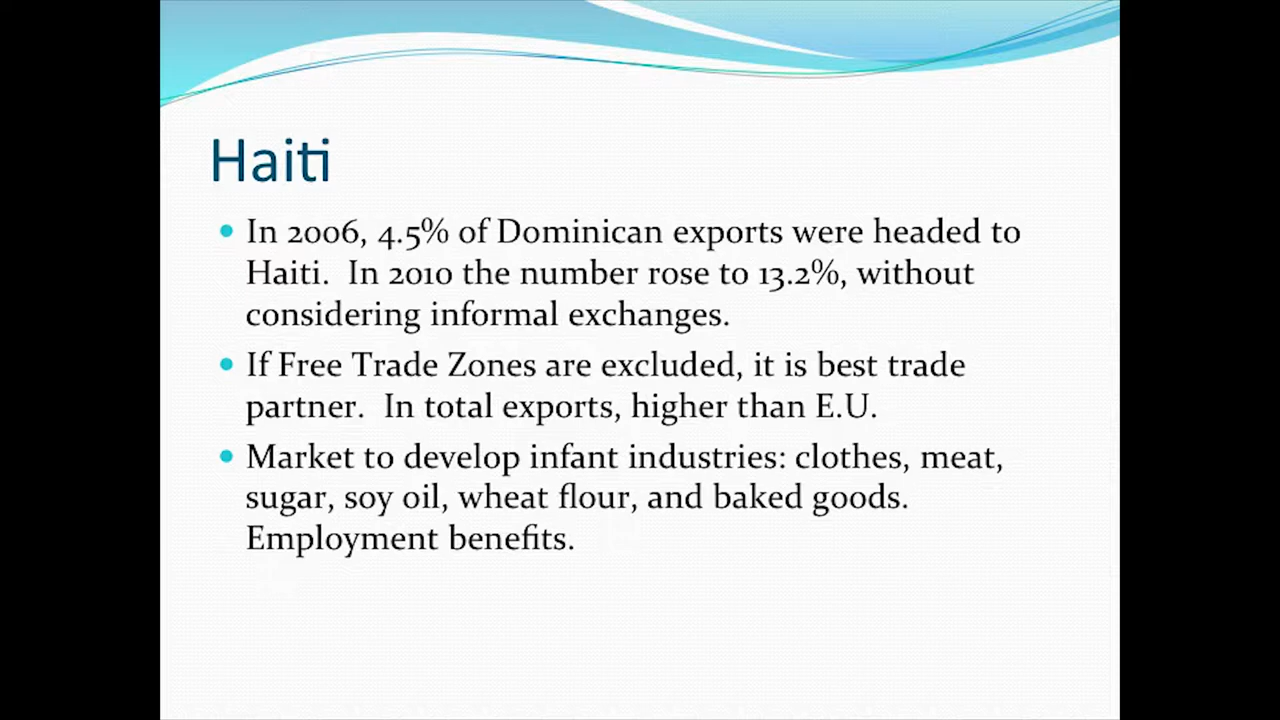 Haiti
• In 2006, 4.5% of Dominican exports were headed to
Haiti.  In 2010 the number rose to 13.2%, without
considering informal exchanges.
• If Free Trade Zones are excluded, it is best trade
partner.  In total exports, higher than E.U.
• Market to develop infant industries: clothes, meat,
sugar, soy oil, wheat flour, and baked goods.
Employment benefits.